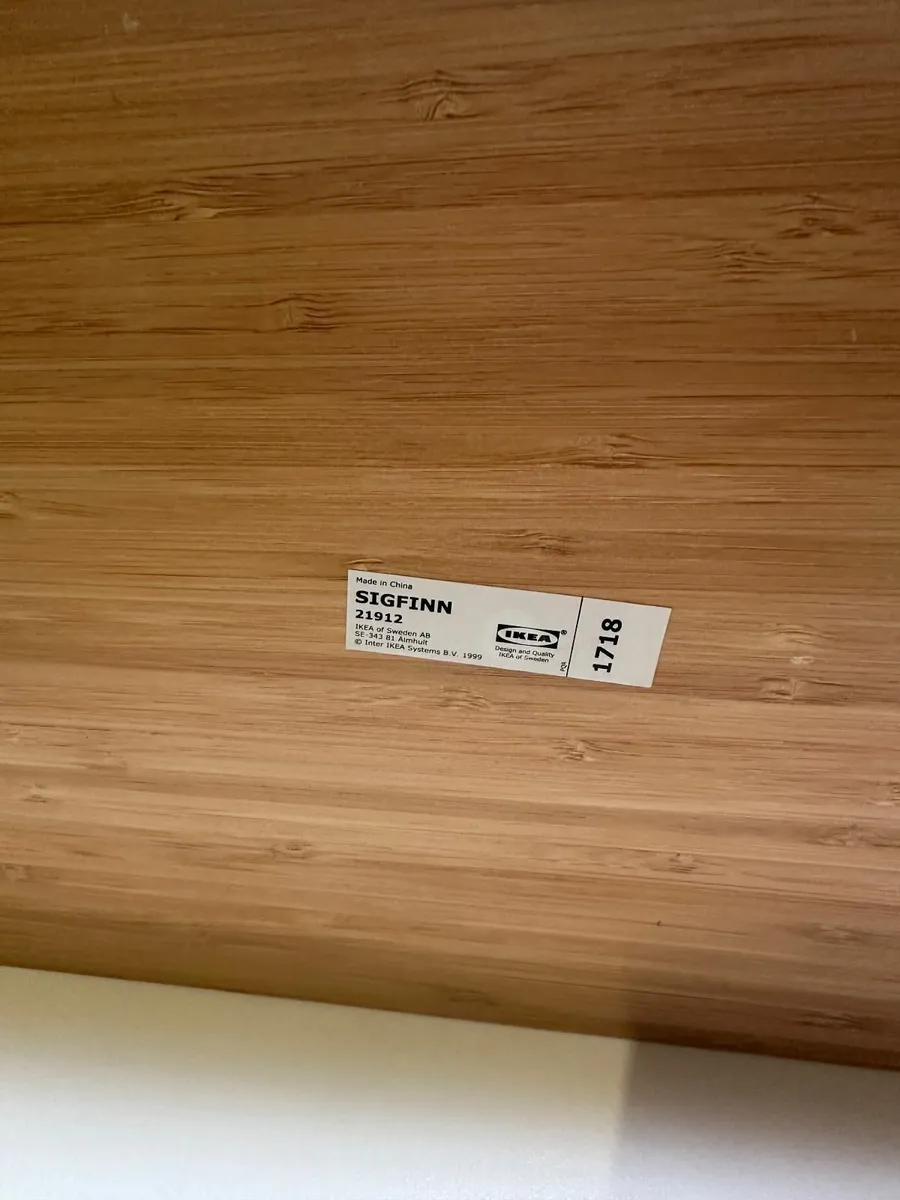 Made in China
SIGFINN
21912
IKEA of Sweden AB
SE-343 81 Älmhult
© Inter IKEA Systems B.V. 1999
IKEA®
Design and Quality
IKEA of Sweden
PQA
1718